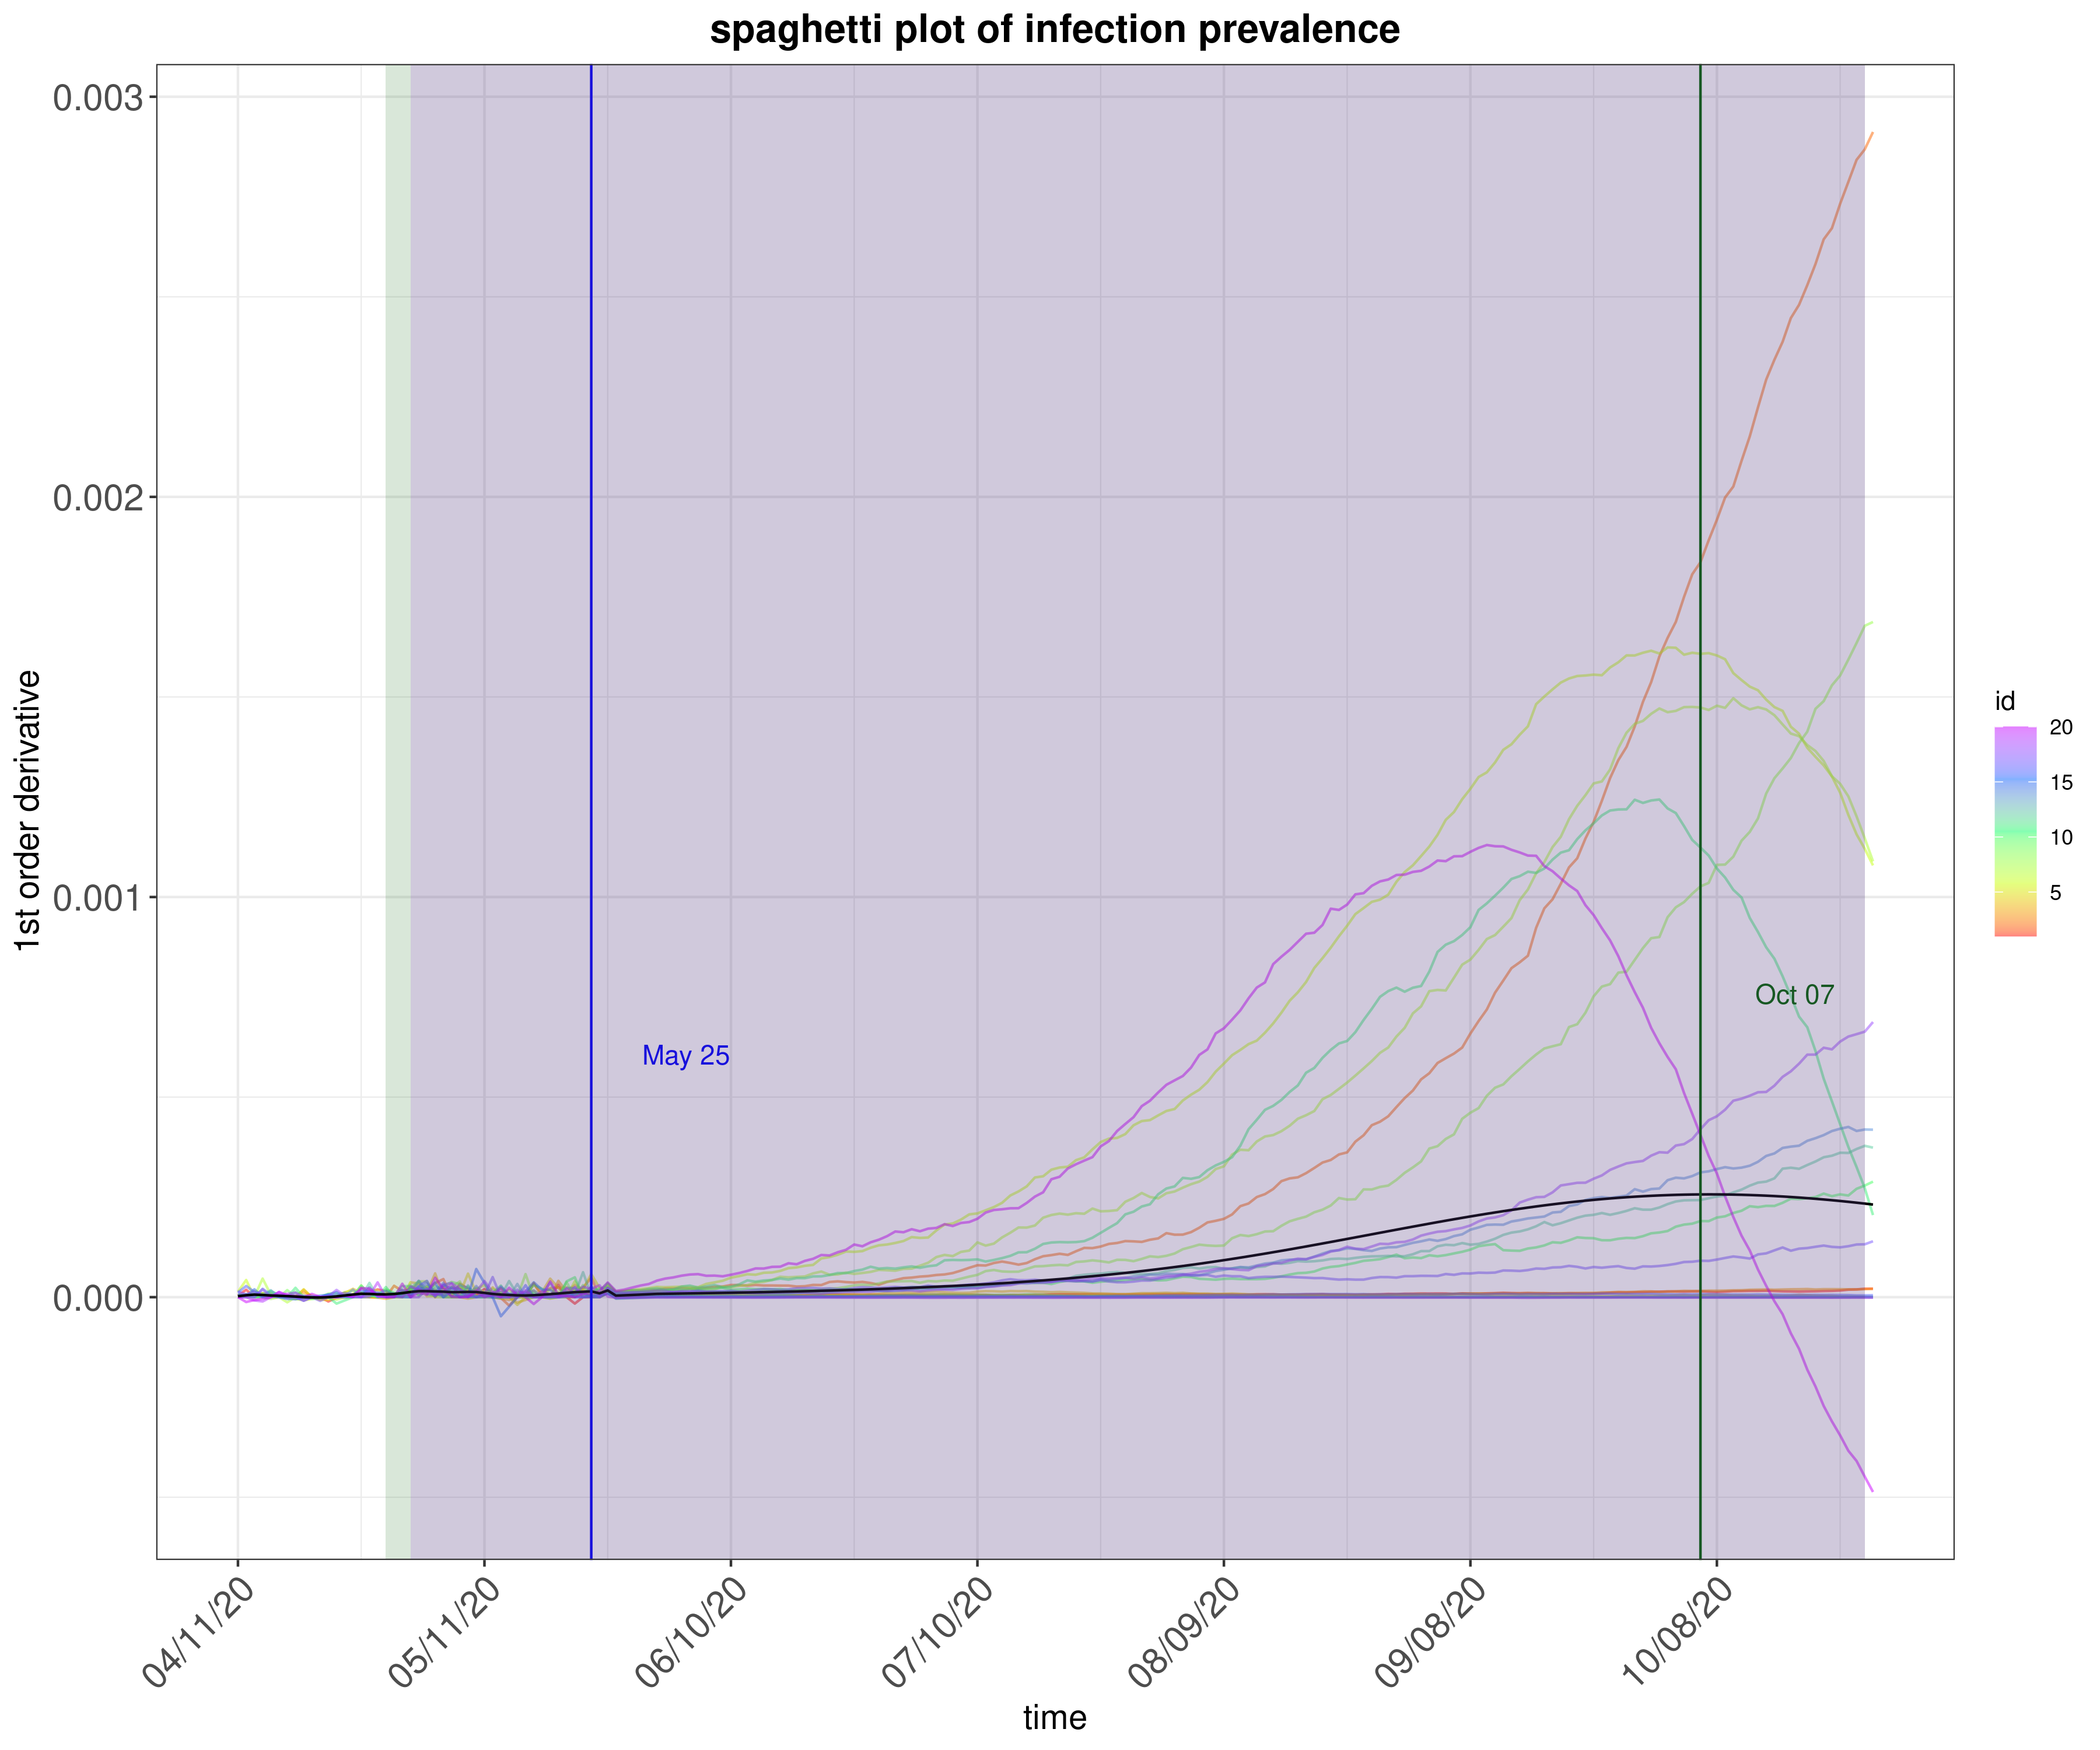 spaghetti plot of infection prevalence
1st order derivative
0.003
0.002
0.001
0.000
May 25
Oct 07
04/11/20
05/11/20
06/10/20
07/10/20
08/09/20
09/08/20
10/08/20
time
id
20
15
10
5